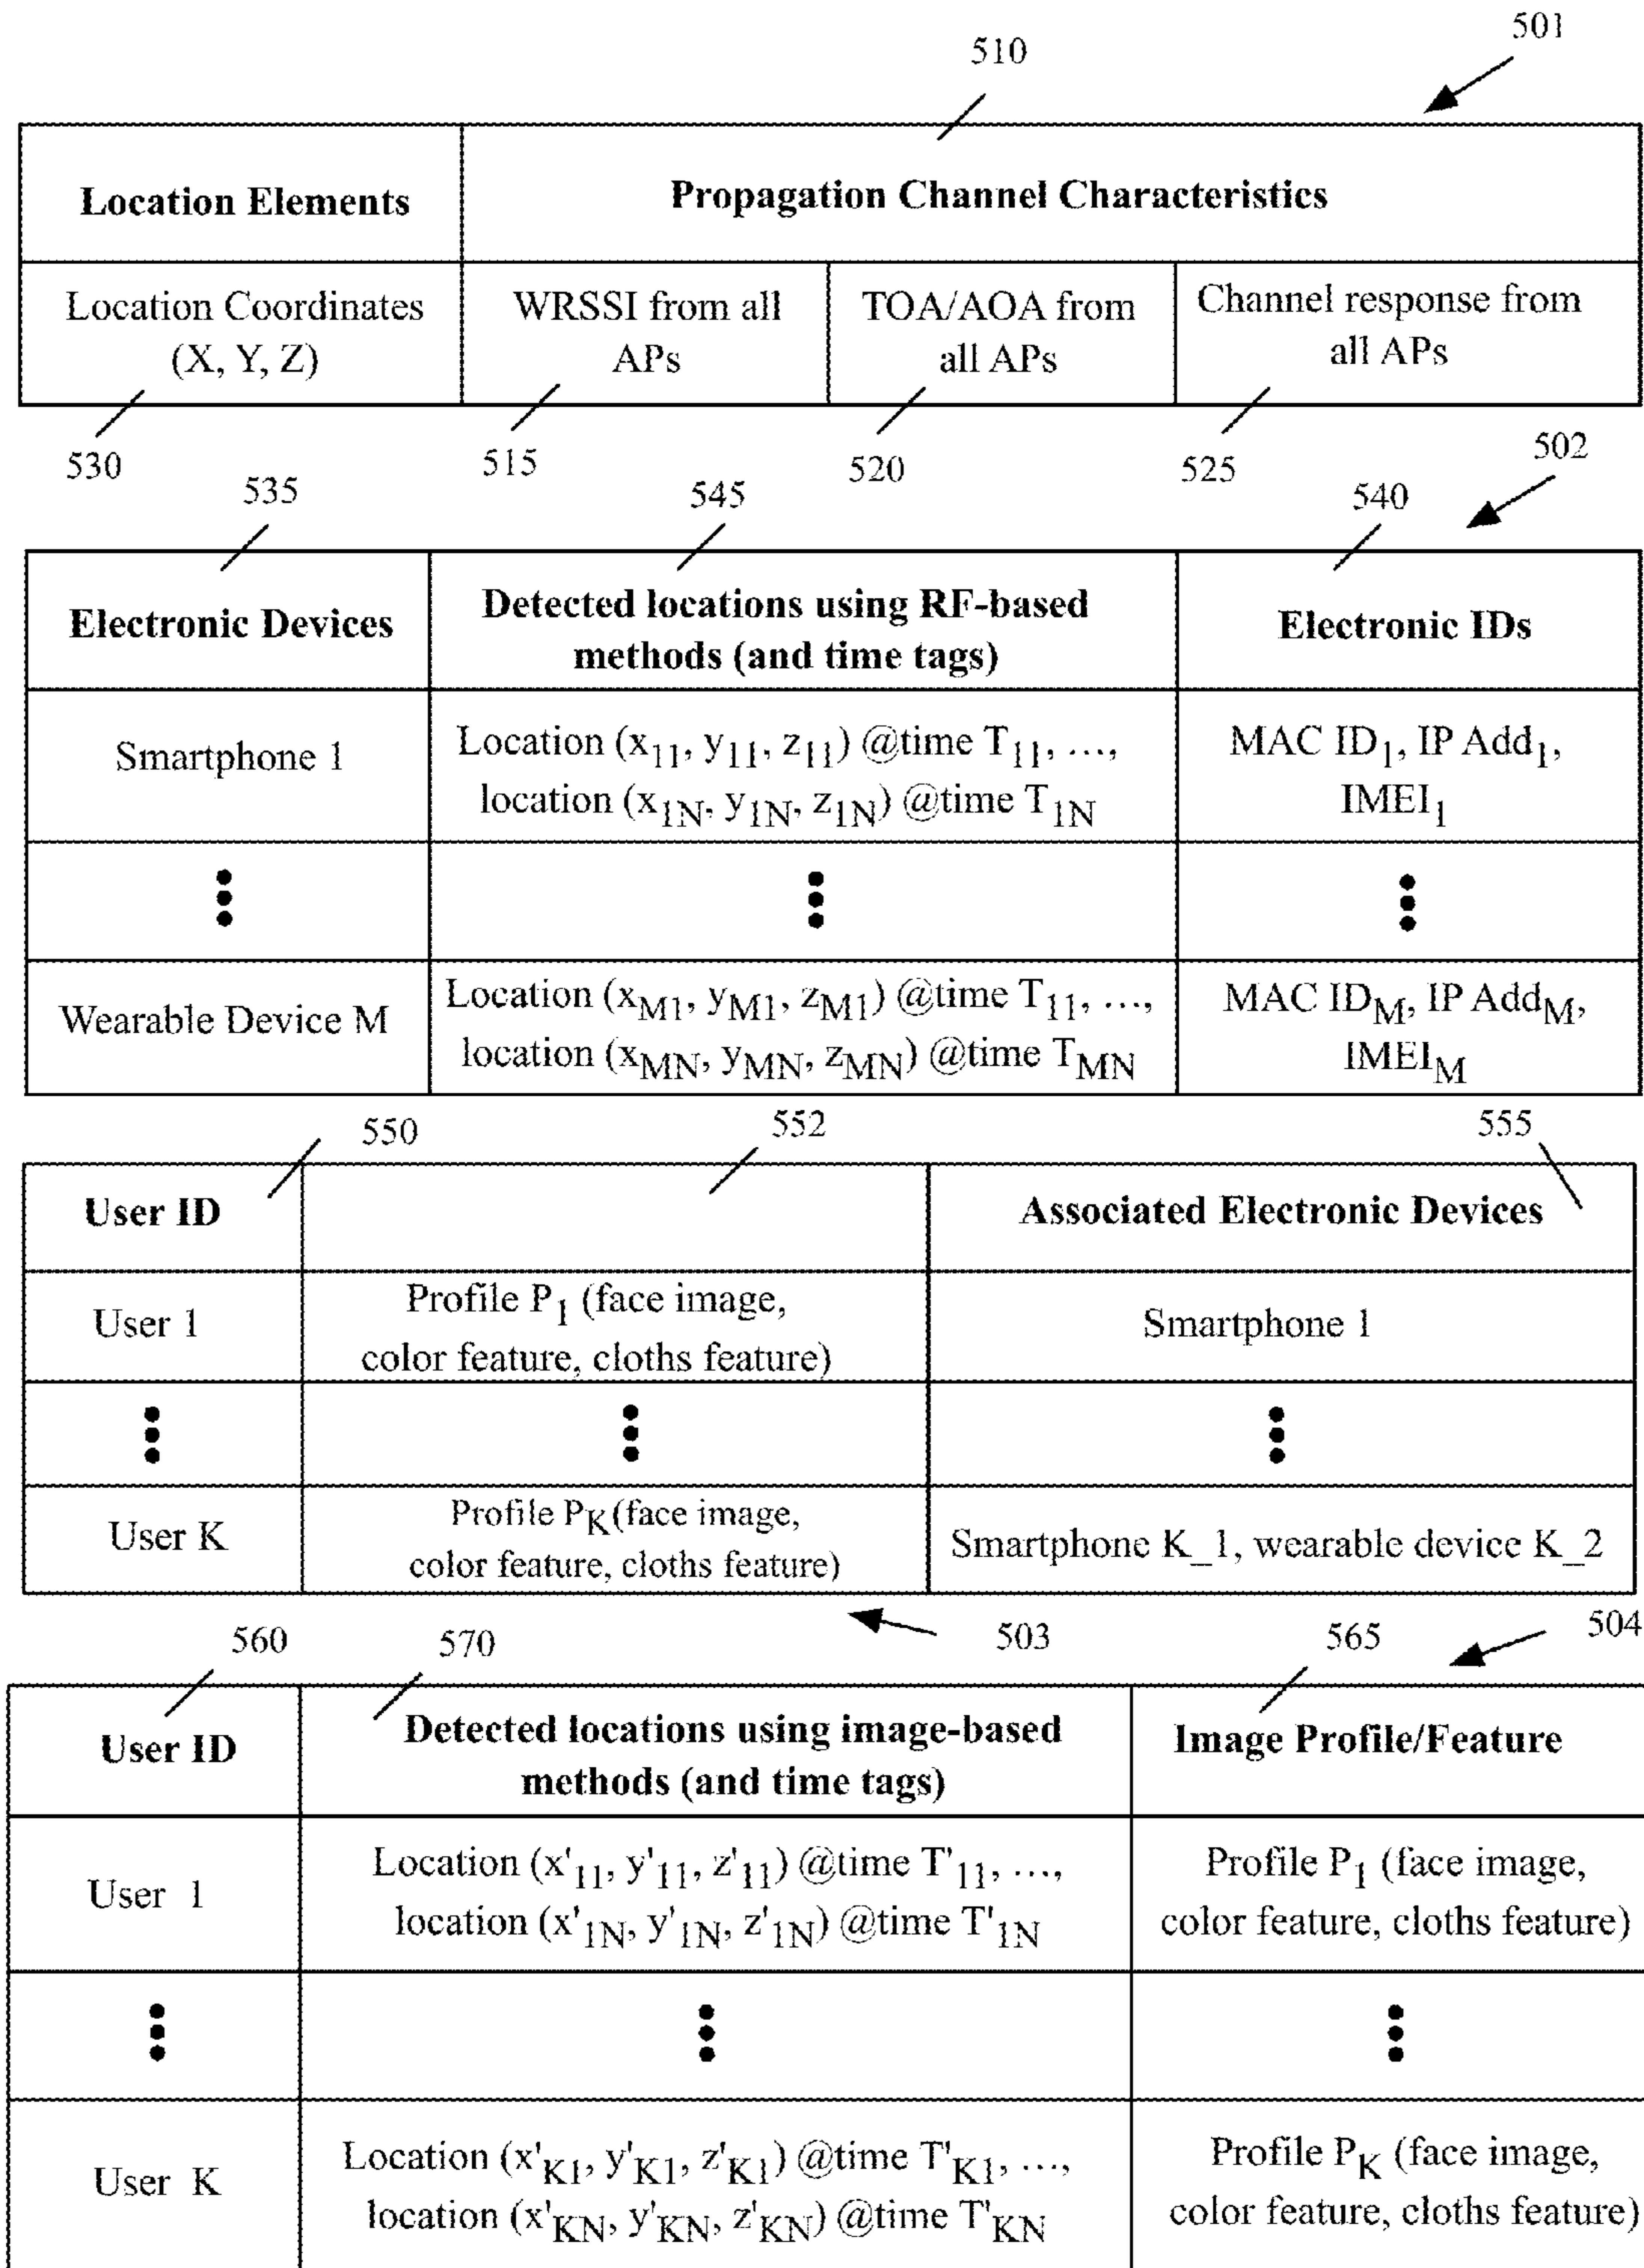 501
510
Location Elements
Propagation Channel Characteristics
Location Coordinates
(X, Y, Z)
WRSSI from all
APs
TOA/AOA from
all APs
Channel response from
all APs
530
515
520
525
502
535
545
540
Electronic Devices
Detected locations using RF-based
methods (and time tags)
Electronic IDs
Smartphone 1
Location (x11, y11, z11) @time T11, ...,
location (x1N, y1N, z1N) @time T1N
MAC ID1, IP Add1,
IMEI1
Wearable Device M
Location (xM1, yM1, zM1) @time T11, ...,
location (xMN, yMN, zMN) @time TMN
MAC IDM, IP AddM,
IMEIM
550
552
555
User ID
Associated Electronic Devices
User 1
Profile P1 (face image,
color feature, cloths feature)
Smartphone 1
User K
Profile PK(face image,
color feature, cloths feature)
Smartphone K_1, wearable device K_2
503
504
560
570
565
User ID
Detected locations using image-based
methods (and time tags)
Image Profile/Feature
User 1
Location (x'11, y'11, z'11) @time T'11, ...,
location (x'1N, y'1N, z'1N) @time T'1N
Profile P1 (face image,
color feature, cloths feature)
User K
Location (x'K1, y'K1, z'K1) @time T'K1, ...,
location (x'KN, y'KN, z'KN) @time T'KN
Profile PK (face image,
color feature, cloths feature)